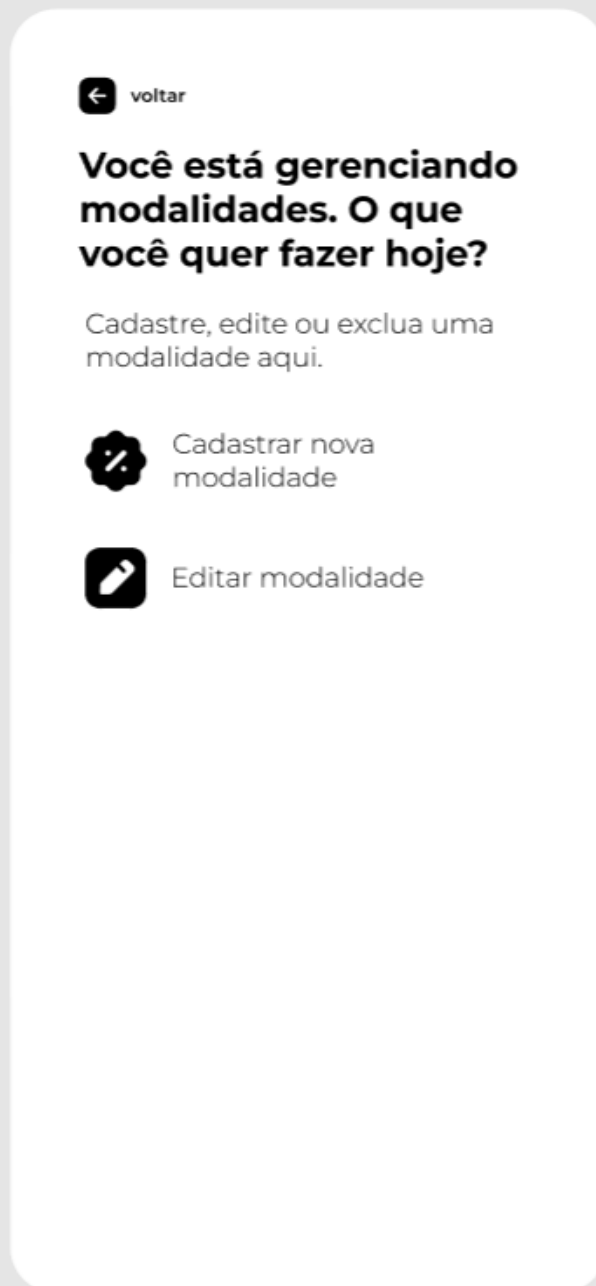 voltar
Você está gerenciando
modalidades. O que
você quer fazer hoje?
Cadastre, edite ou exclua uma
modalidade aqui.
Cadastrar nova
modalidade
Editar modalidade